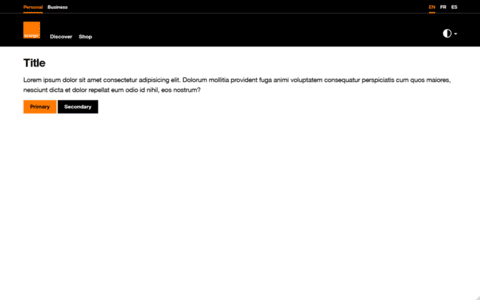 Personal Business EN FR ES
Discover Shop
Title
Lorem ipsum dolor sit amet consectetur adipisicing elit. Dolorum mollitia provident fuga animi voluptatem consequatur perspiciatis cum quos maiores,
nesciunt dicta et dolor repellat eum odio id nihil, eos nostrum?
Primary Secondary